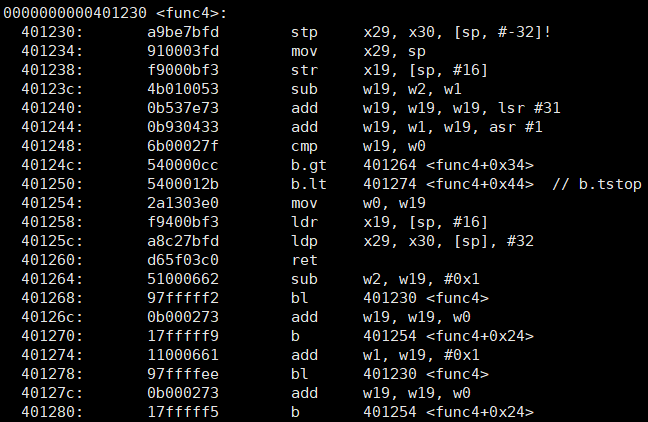 0000000000401230 <func4>:
401230: a9be7bfd stp x29, x30, [sp, #-32]!
401234: 910003fd mov x29, sp
401238: f9000bf3 str x19, [sp, #16]
40123c: 4b010053 sub w19, w2, w1
401240: 0b537e73 add w19, w19, w19, lsr #31
401244: 0b930433 add w19, w1, w19, asr #1
401248: 6b00027f cmp w19, w0
40124c: 540000cc b.gt 401264 <func4+0x34>
401250: 5400012b b.lt 401274 <func4+0x44> // b.tstop
401254: 2a1303e0 mov w0, w19
401258: f9400bf3 ldr x19, [sp, #16]
40125c: a8c27bfd ldp x29, x30, [sp], #32
401260: d65f03c0 ret
401264: 51000662 sub w2, w19, #0x1
401268: 97fffff2 bl 401230 <func4>
40126c: 0b000273 add w19, w19, w0
401270: 17fffff9 b 401254 <func4+0x24>
401274: 11000661 add w1, w19, #0x1
401278: 97ffffee bl 401230 <func4>
40127c: 0b000273 add w19, w19, w0
401280: 17fffff5 b 401254 <func4+0x24>